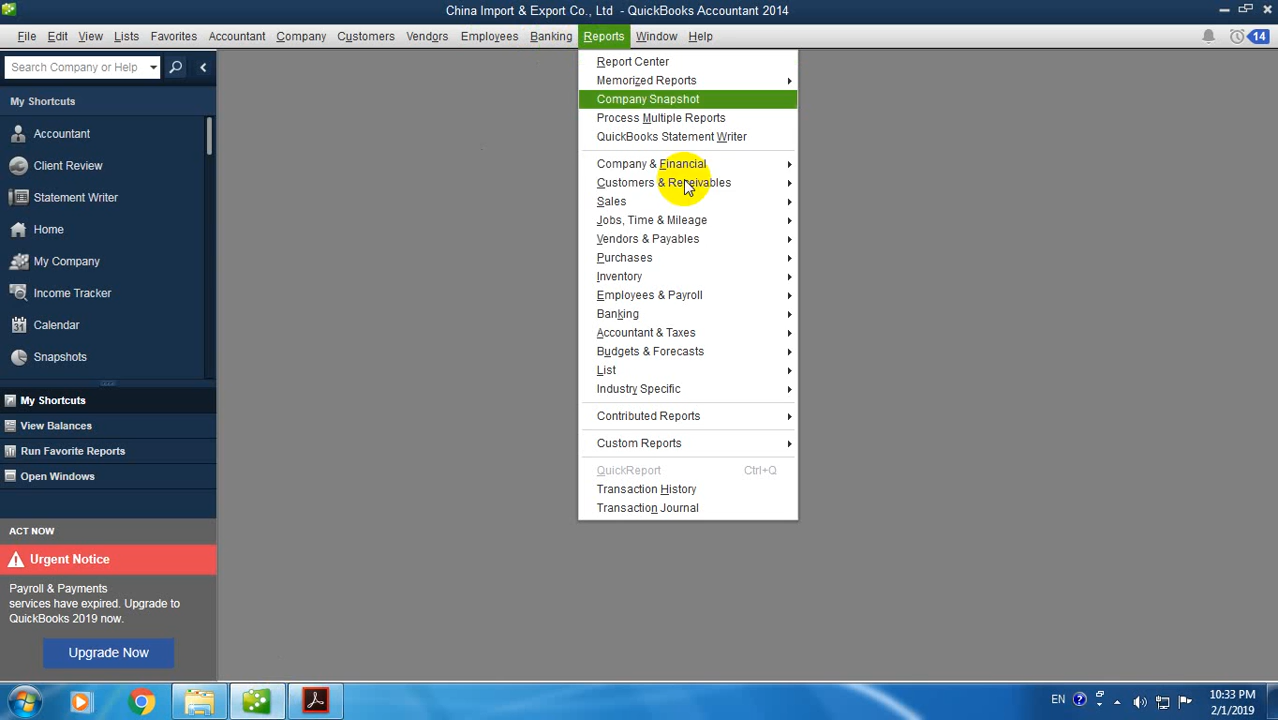 China Import & Export Co., Ltd - QuickBooks Accountant 2014
File Edit View Lists Favorites Accountant Company Customers Vendors Employees Banking Reports Window Help 14
Search Company or Help
My Shortcuts
Accountant
Client Review
Statement Writer
Home
My Company
Income Tracker
31 Calendar
Snapshots
My Shortcuts
View Balances
Run Favorite Reports
Open Windows
ACT NOW
Urgent Notice
Payroll & Payments
services have expired. Upgrade to
QuickBooks 2019 now.
Upgrade Now
Report Center
Memorized Reports
Company Snapshot
Process Multiple Reports
QuickBooks Statement Writer
Company & Financial
Customers & Receivables
Sales
Jobs, Time & Mileage
Vendors & Payables
Purchases
Inventory
Employees & Payroll
Banking
Accountant & Taxes
Budgets & Forecasts
List
Industry Specific
Contributed Reports
Custom Reports
QuickReport Ctrl+Q
Transaction History
Transaction Journal
EN
10:33 PM
2/1/2019